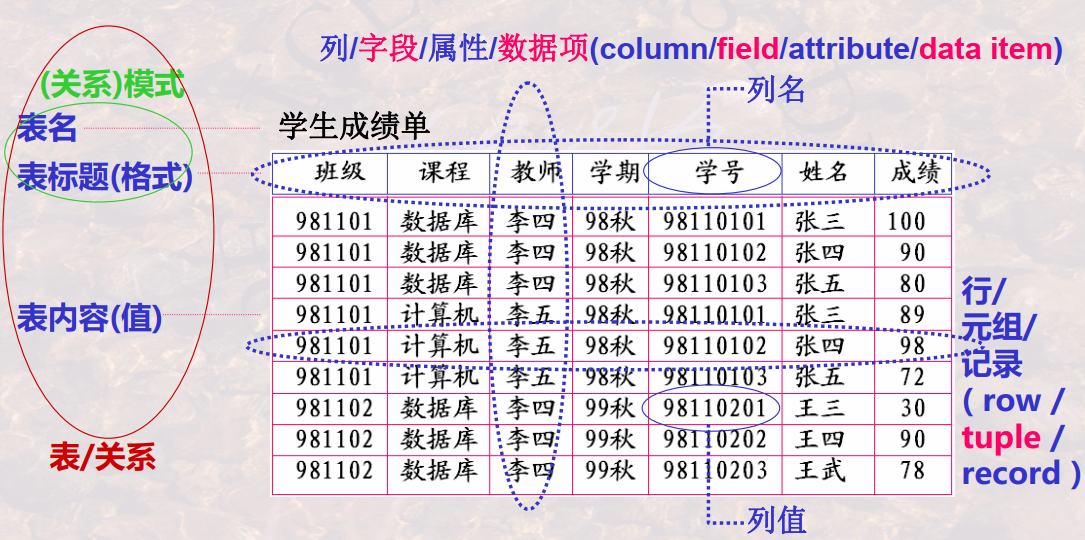 列/字段/属性/数据项(column/field/attribute/data item)
(关系)模式
列名
表名
学生成绩单
表标题(格式)
班级 课程 教师 学期 学号 姓名 成绩
981101 数据库 李四 98秋 98110101 张三 100
981101 数据库 李四 98秋 98110102 张四 90
981101 数据库 李四 98秋 98110103 张五 80
981101 计算机 李五 98秋 98110101 张三 89
981101 计算机 李五 98秋 98110102 张四 98
981101 计算机 李五 98秋 98110103 张五 72
981102 数据库 李四 99秋 98110201 王三 30
981102 数据库 李四 99秋 98110202 王四 90
981102 数据库 李四 99秋 98110203 王武 78
表内容(值)
行/
元组/
记录
( row /
tuple /
record )
表/关系
列值